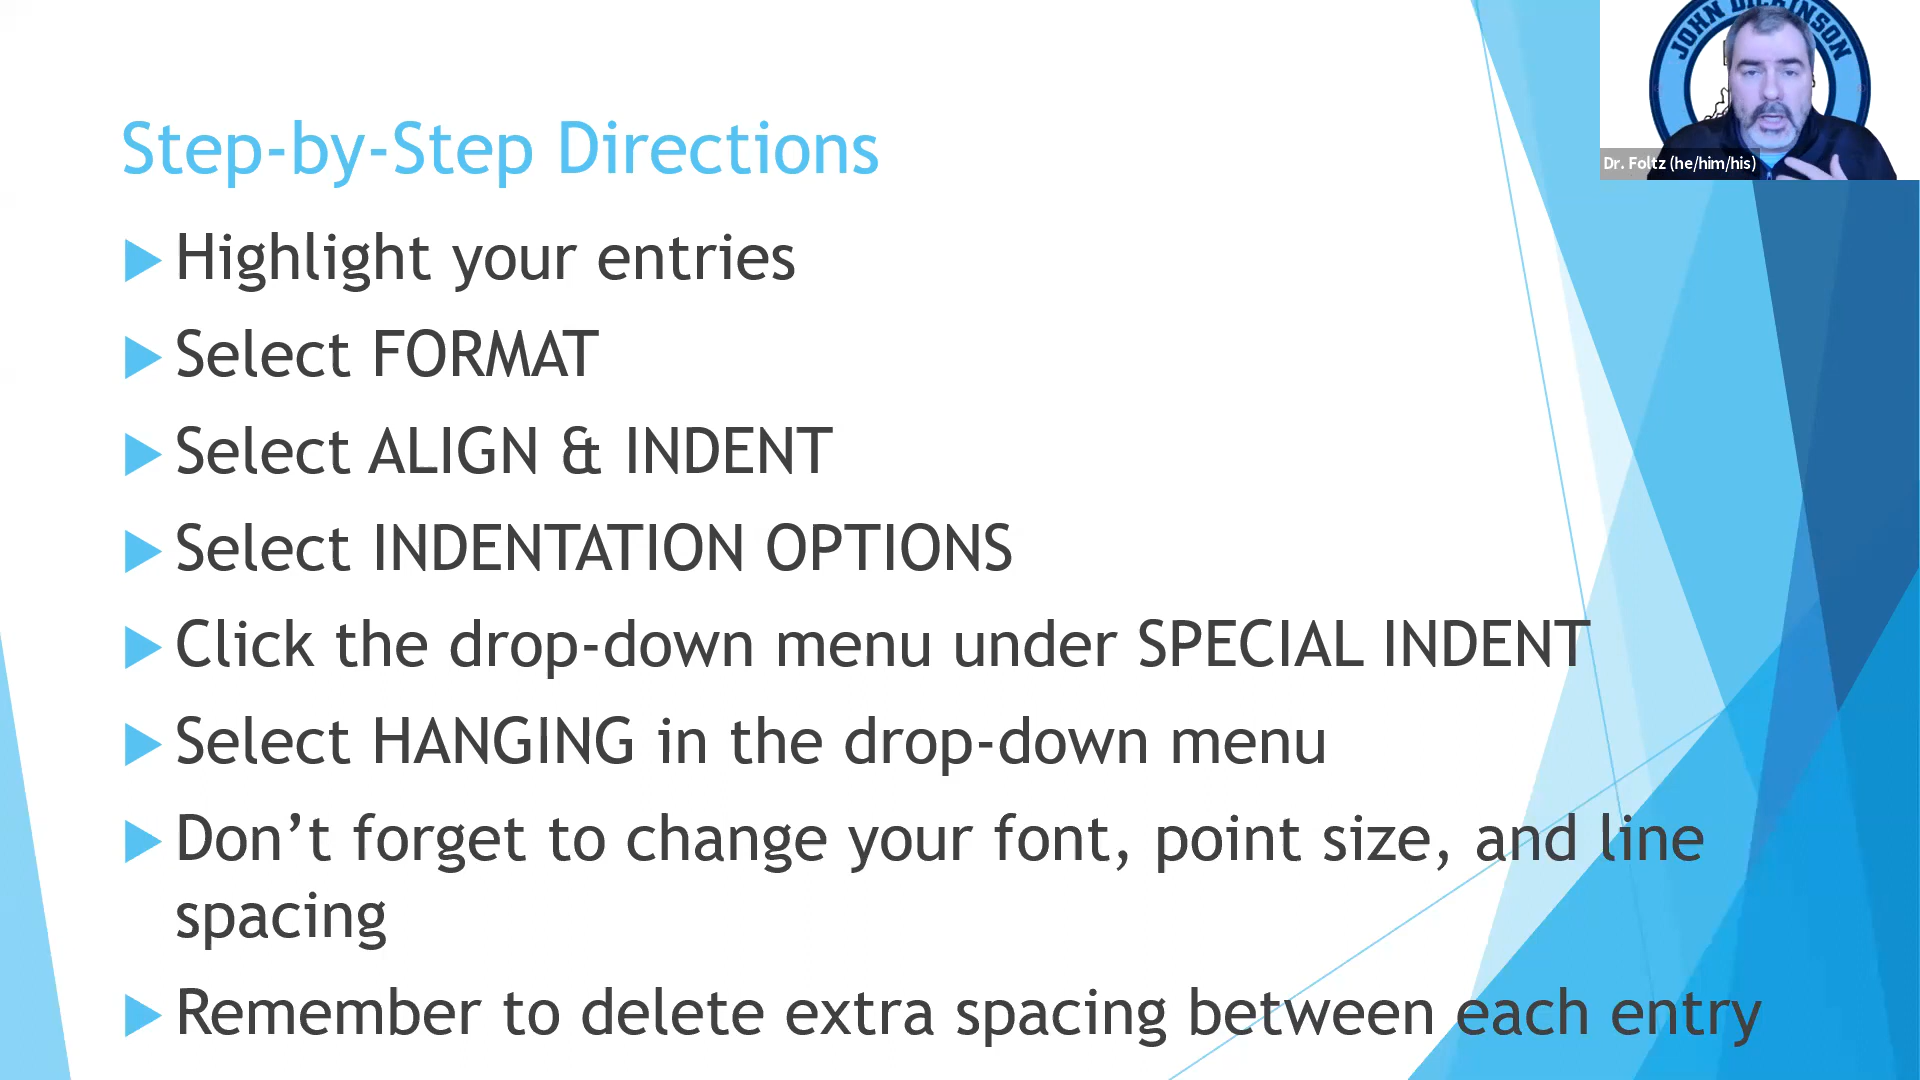 JOHN DICKINSON
Dr. Foltz (he/him/his)
Step-by-Step Directions
Highlight your entries
Select FORMAT
Select ALIGN & INDENT
Select INDENTATION OPTIONS
Click the drop-down menu under SPECIAL INDENT
Select HANGING in the drop-down menu
Don’t forget to change your font, point size, and line
spacing
Remember to delete extra spacing between each entry